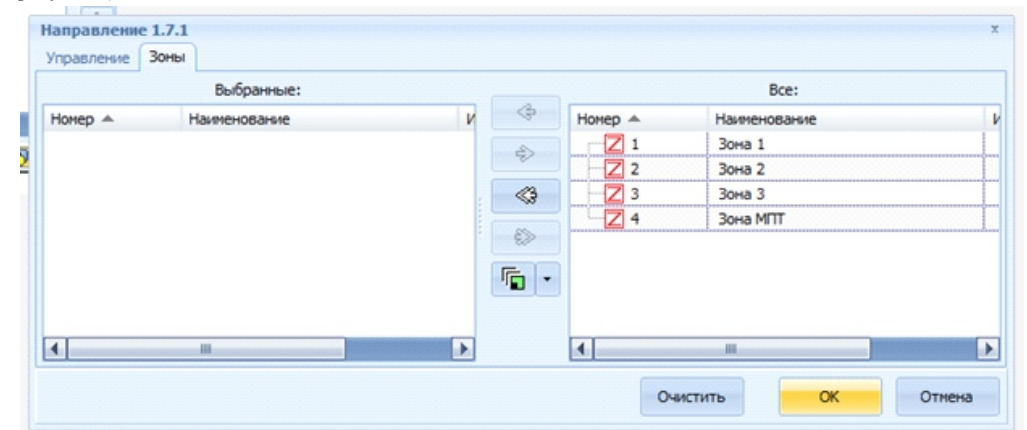 Направление 1.7.1
x
Управление Зоны
Выбранные: Все:
Номер Наименование И Номер Наименование И
1 Зона 1
2 Зона 2
3 Зона 3
4 Зона МПТ
Очистить OK Отмена